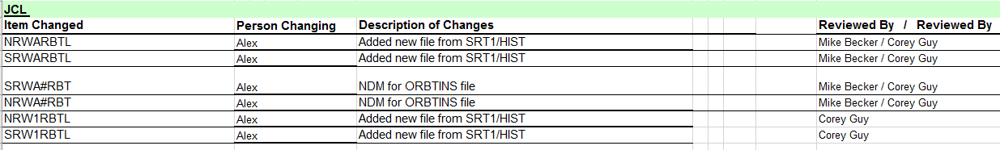 JCL
Item Changed Person Changing Description of Changes Reviewed By / Reviewed By
NRWARBTL Alex Added new file from SRT1/HIST Mike Becker / Corey Guy
SRWARBTL Alex Added new file from SRT1/HIST Mike Becker / Corey Guy
SRWA#RBT Alex NDM for ORBTINS file Mike Becker / Corey Guy
NRWA#RBT Alex NDM for ORBTINS file Mike Becker / Corey Guy
NRW1RBTL Alex Added new file from SRT1/HIST Corey Guy
SRW1RBTL Alex Added new file from SRT1/HIST Corey Guy